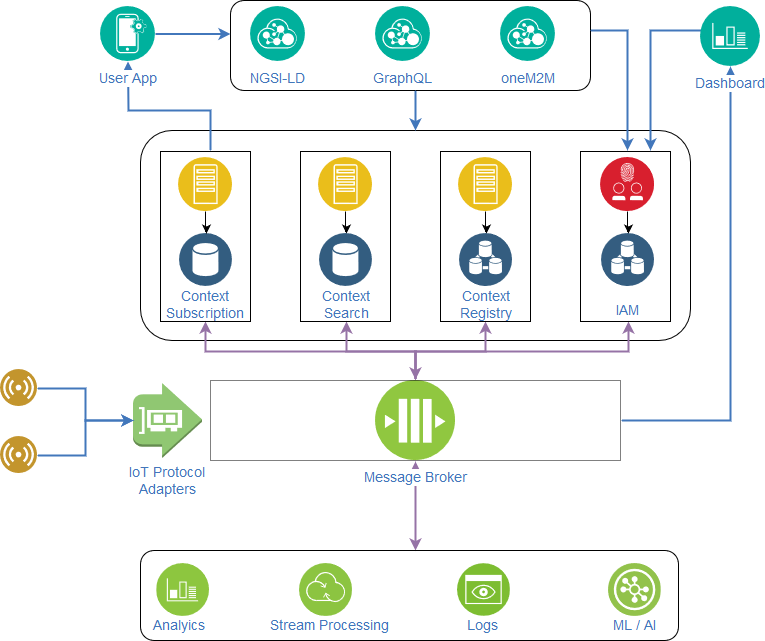 User App
NGSI-LD
GraphQL
oneM2M
Dashboard
Context
Subscription
Context
Search
Context
Registry
IAM
IoT Protocol
Adapters
Message Broker
Analyics
Stream Processing
Logs
ML / AI